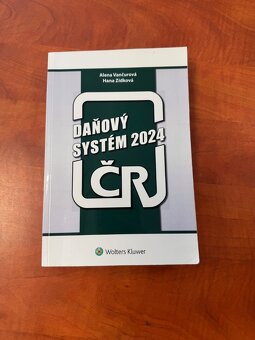 Alena Vančurová
Hana Zídková
DAŇOVÝ
SYSTÉM 2024
ČR
Wolters Kluwer